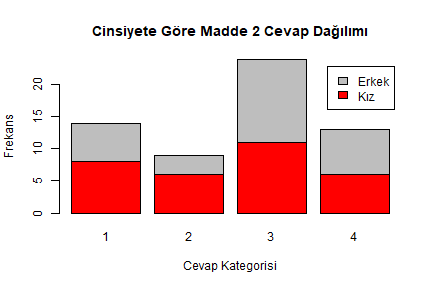 Cinsiyete Göre Madde 2 Cevap Dağılımı
Erkek
Kız
Frekans
20
15
10
5
0
1 2 3 4
Cevap Kategorisi